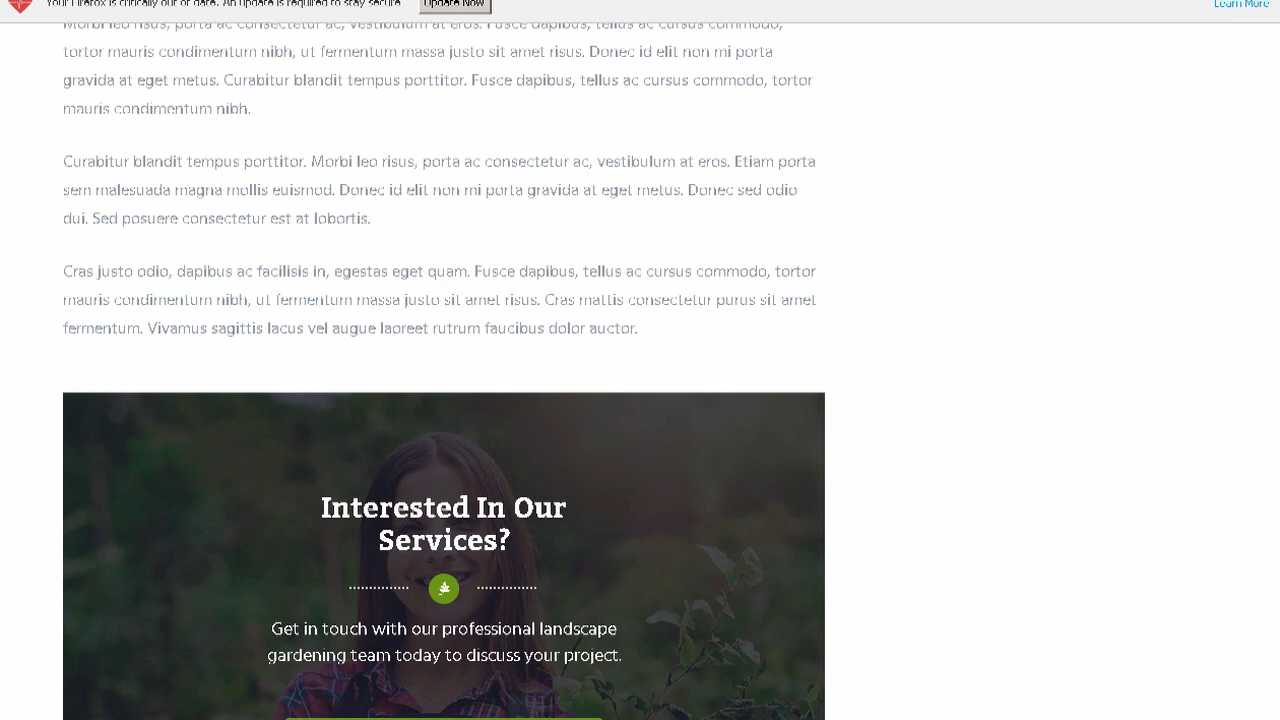 Your Firefox is critically out of date. An update is required to stay secure.
Update Now
Learn More
Morbi leo risus, porta ac consectetur ac, vestibulum at eros. Fusce dapibus, tellus ac cursus commodo,
tortor mauris condimentum nibh, ut fermentum massa justo sit amet risus. Donec id elit non mi porta
gravida at eget metus. Curabitur blandit tempus porttitor. Fusce dapibus, tellus ac cursus commodo, tortor
mauris condimentum nibh.
Curabitur blandit tempus porttitor. Morbi leo risus, porta ac consectetur ac, vestibulum at eros. Etiam porta
sem malesuada magna mollis euismod. Donec id elit non mi porta gravida at eget metus. Donec sed odio
dui. Sed posuere consectetur est at lobortis.
Cras justo odio, dapibus ac facilisis in, egestas eget quam. Fusce dapibus, tellus ac cursus commodo, tortor
mauris condimentum nibh, ut fermentum massa justo sit amet risus. Cras mattis consectetur purus sit amet
fermentum. Vivamus sagittis lacus vel augue laoreet rutrum faucibus dolor auctor.
Interested In Our
Services?
Get in touch with our professional landscape
gardening team today to discuss your project.